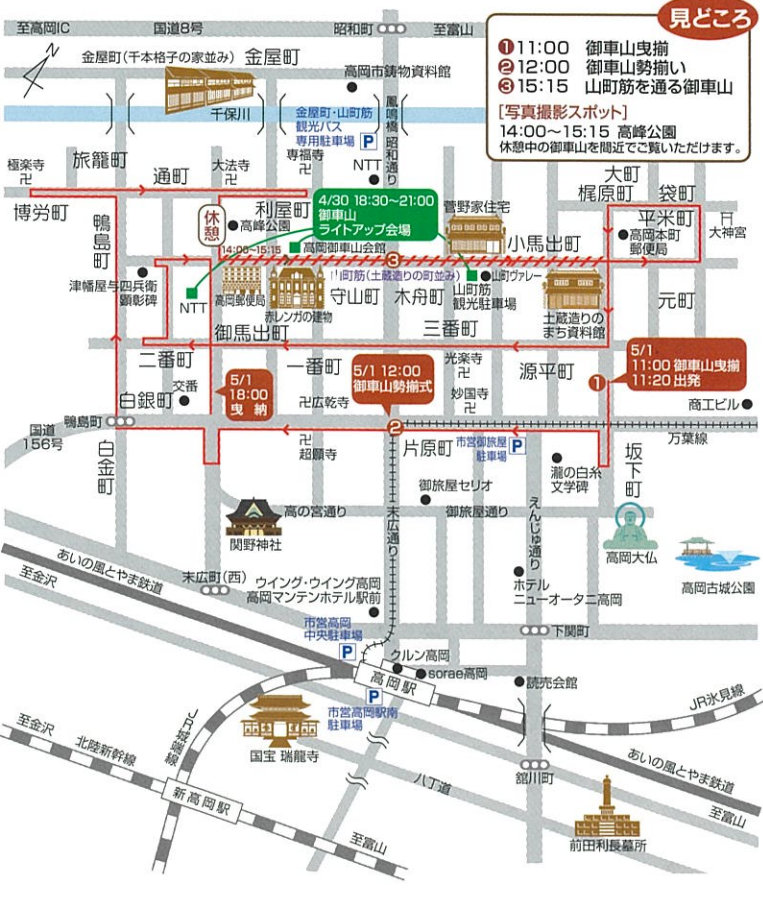 至高岡IC
国道8号
昭和町
至富山
見どころ
❶11:00 御車山曳揃
❷12:00 御車山勢揃い
❸15:15 山町筋を通る御車山
[写真撮影スポット]
14:00〜15:15 高峰公園
休憩中の御車山を間近でご覧いただけます。
金屋町(千本格子の家並み)
金屋町
高岡市鋳物資料館
千保川
鳳鳴橋
昭和通り
金屋町・山町筋
観光バス
専用駐車場
P
極楽寺
卍
旅籠町
通町
大法寺
卍
専福寺
卍
NTT
大町
梶原町
袋町
博労町
鴨島町
休憩
利屋町
高峰公園
14:00〜15:15
4/30 18:30〜21:00
御車山
ライトアップ会場
高岡御車山会館
菅野家住宅
小馬出町
平米町
高岡本町
郵便局
大神宮
3
津幡屋与四兵衛
顕彰碑
NTT
高岡郵便局
赤レンガの建物
山町筋(土蔵造りの町並み)
守山町
木舟町
山町筋
観光駐車場
山町ヴァレー
土蔵造りの
まち資料館
元町
御馬出町
三番町
二番町
一番町
光楽寺
卍
源平町
5/1
11:00 御車山曳揃
11:20 出発
1
白銀町
交番
5/1
18:00
曳 納
5/1 12:00
御車山勢揃式
卍広乾寺
妙国寺
卍
商工ビル
鴨島町
2
万葉線
国道
156号
白金町
卍
超願寺
片原町
市営御旅屋
駐車場
P
瀧の白糸
文学碑
坂下町
御旅屋セリオ
高の宮通り
御旅屋通り
末広通り
えんじゅ通り
関野神社
高岡大仏
高岡古城公園
あいの風とやま鉄道
至金沢
末広町(西)
ウイング・ウイング高岡
高岡マンテンホテル駅前
ホテル
ニューオータニ高岡
市営高岡
中央駐車場
P
下関町
クルン高岡
sorae高岡
高岡駅
読売会館
P
市営高岡駅南
駐車場
JR氷見線
至金沢
北陸新幹線
JR城端線
国宝 瑞龍寺
あいの風とやま鉄道
至富山
新高岡駅
八丁道
舘川町
至富山
前田利長墓所